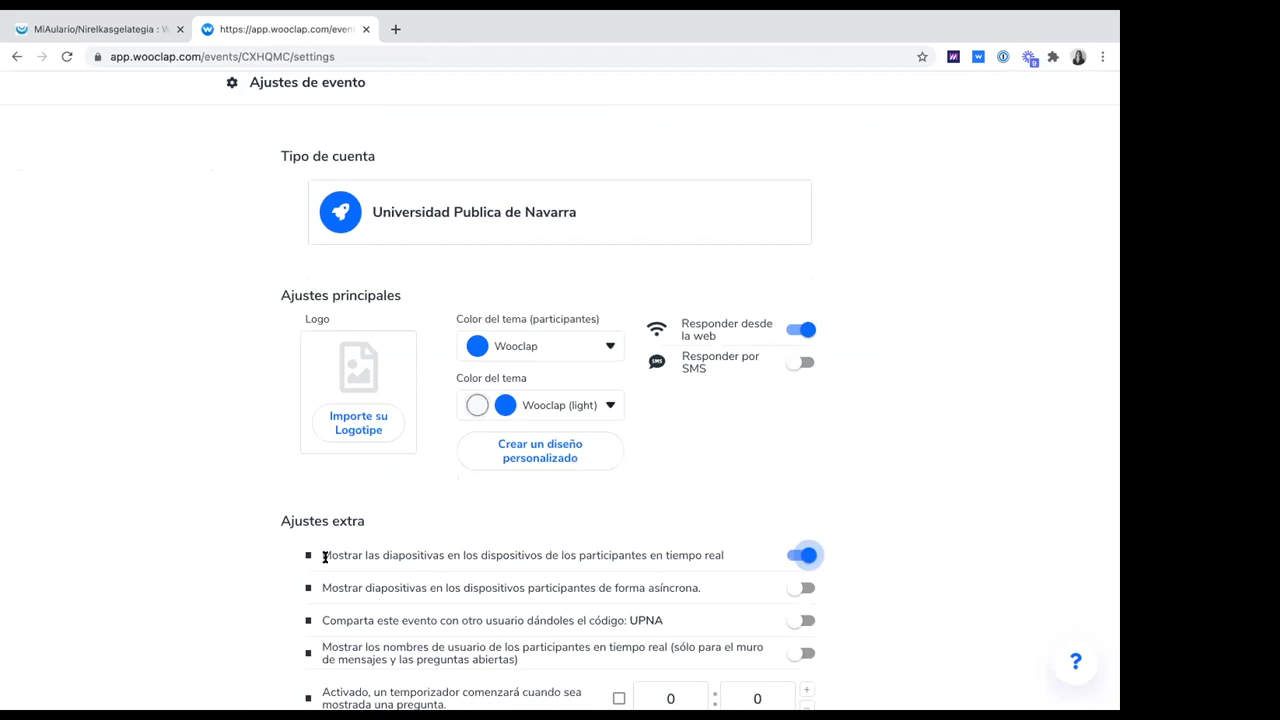 MiAulario/Nirelkasgelategia : W
https://app.wooclap.com/even
app.wooclap.com/events/CXHQMC/settings
Ajustes de evento
Tipo de cuenta
Universidad Publica de Navarra
Ajustes principales
Logo
Importe su
Logotipe
Color del tema (participantes)
Wooclap
Color del tema
Wooclap (light)
Crear un diseño
personalizado
Responder desde
la web
SMS
Responder por
SMS
Ajustes extra
Mostrar las diapositivas en los dispositivos de los participantes en tiempo real
Mostrar diapositivas en los dispositivos participantes de forma asíncrona.
Comparta este evento con otro usuario dándoles el código: UPNA
Mostrar los nombres de usuario de los participantes en tiempo real (sólo para el muro
de mensajes y las preguntas abiertas)
Activado, un temporizador comenzará cuando sea
mostrada una pregunta.
0 : 0
+
?